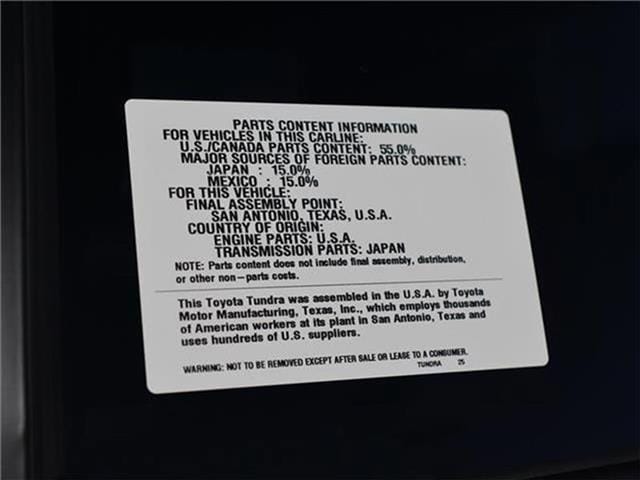 PARTS CONTENT INFORMATION
FOR VEHICLES IN THIS CARLINE:
U.S./CANADA PARTS CONTENT: 55.0%
MAJOR SOURCES OF FOREIGN PARTS CONTENT:
JAPAN : 15.0%
MEXICO : 15.0%
FOR THIS VEHICLE:
FINAL ASSEMBLY POINT:
SAN ANTONIO, TEXAS, U.S.A.
COUNTRY OF ORIGIN:
ENGINE PARTS: U.S.A.
TRANSMISSION PARTS: JAPAN
NOTE: Parts content does not include final assembly, distribution,
or other non-parts costs.
This Toyota Tundra was assembled in the U.S.A. by Toyota
Motor Manufacturing, Texas, Inc., which employs thousands
of American workers at its plant in San Antonio, Texas and
uses hundreds of U.S. suppliers.
WARNING: NOT TO BE REMOVED EXCEPT AFTER SALE OR LEASE TO A CONSUMER.
TUNDRA 25